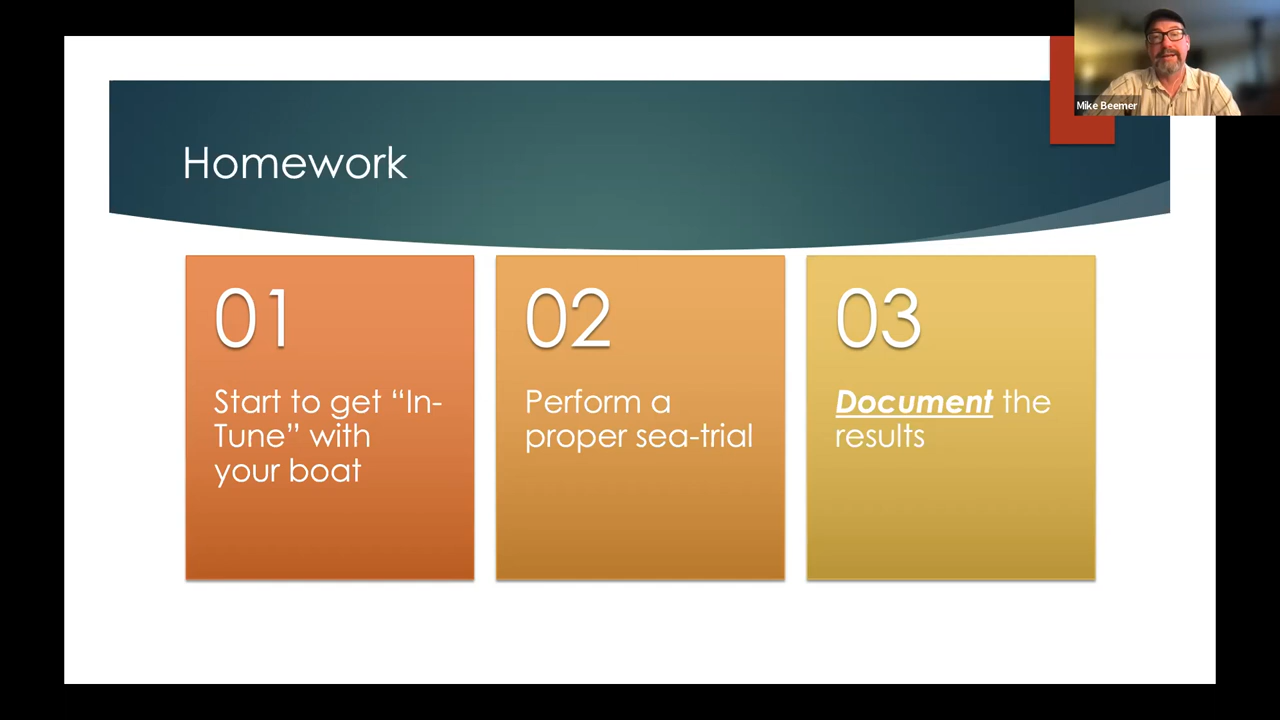 Mike Beemer
Homework
01
Start to get “In-
Tune” with
your boat
02
Perform a
proper sea-trial
03
Document the
results